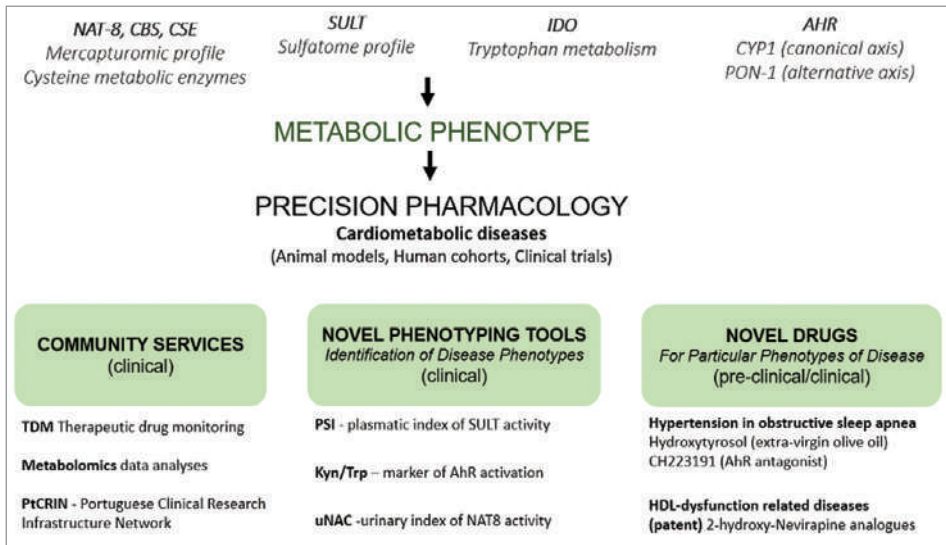 NAT-8, CBS, CSE
Mercapturomic profile
Cysteine metabolic enzymes
SULT
Sulfatome profile
IDO
Tryptophan metabolism
AHR
CYP1 (canonical axis)
PON-1 (alternative axis)
METABOLIC PHENOTYPE
PRECISION PHARMACOLOGY
Cardiometabolic diseases
(Animal models, Human cohorts, Clinical trials)
COMMUNITY SERVICES
(clinical)
TDM Therapeutic drug monitoring
Metabolomics data analyses
PtCRIN - Portuguese Clinical Research
Infrastructure Network
NOVEL PHENOTYPING TOOLS
Identification of Disease Phenotypes
(clinical)
PSI - plasmatic index of SULT activity
Kyn/Trp – marker of AhR activation
uNAC -urinary index of NAT8 activity
NOVEL DRUGS
For Particular Phenotypes of Disease
(pre-clinical/clinical)
Hypertension in obstructive sleep apnea
Hydroxytyrosol (extra-virgin olive oil)
CH223191 (AhR antagonist)
HDL-dysfunction related diseases
(patent) 2-hydroxy-Nevirapine analogues